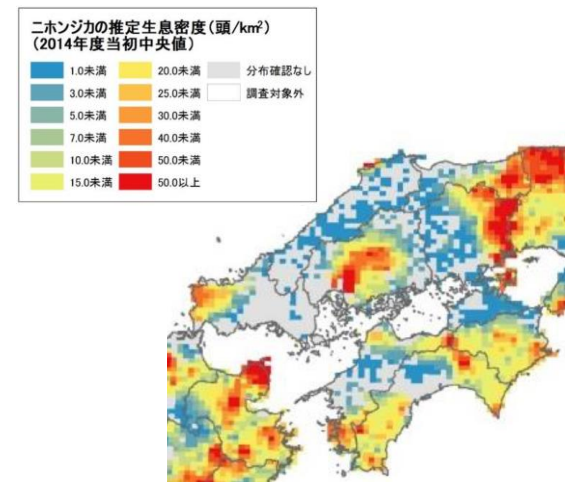 ニホンジカの推定生息密度(頭/km²)
(2014年度当初中央値)
1.0未満 20.0未満 分布確認なし
3.0未満 25.0未満 調査対象外
5.0未満 30.0未満
7.0未満 40.0未満
10.0未満 50.0未満
15.0未満 50.0以上